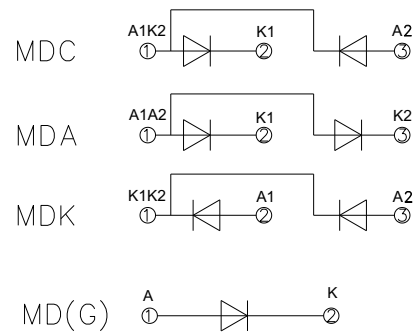 A1K2 K1 A2
MDC ① ② ③
A1A2 K1 K2
MDA ① ② ③
K1K2 A1 A2
MDK ① ② ③
A K
MD(G) ① ②